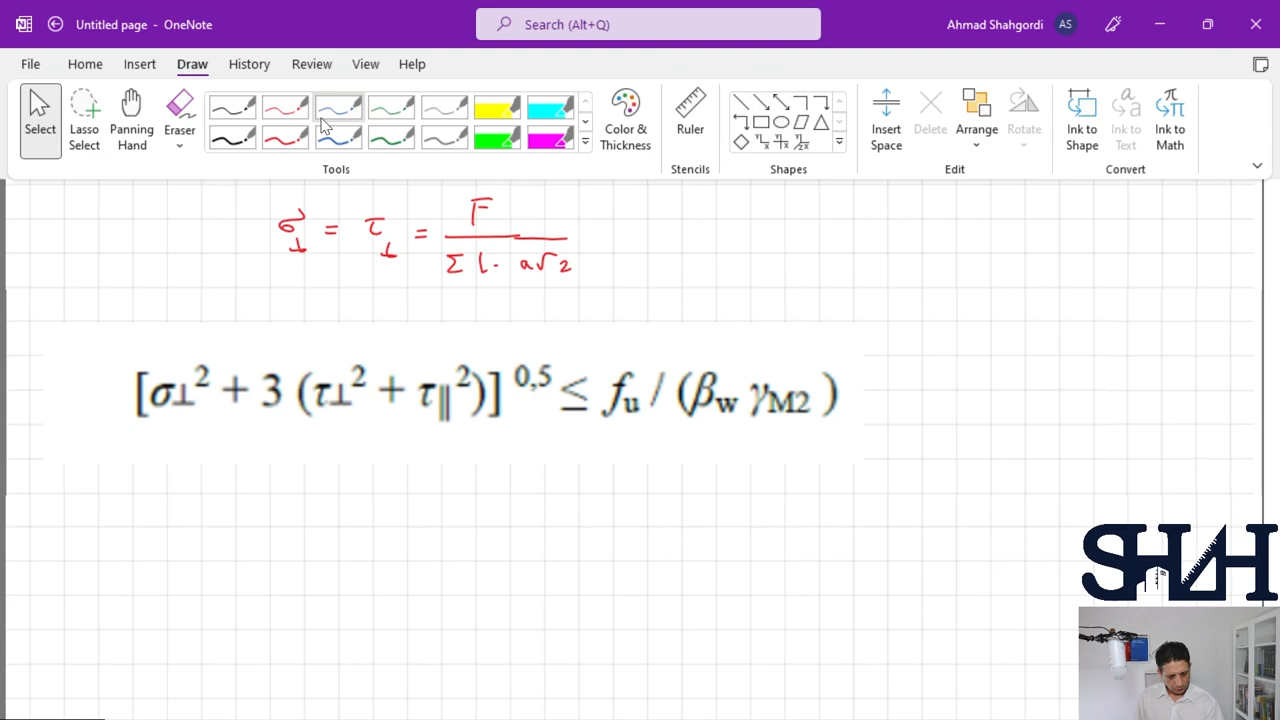 Untitled page - OneNote
Search (Alt+Q)
Ahmad Shahgordi
AS
File Home Insert Draw History Review View Help
Select
Lasso Select
Panning Hand
Eraser
Color & Thickness
Ruler
Insert Space
Delete
Arrange
Rotate
Ink to Shape
Ink to Text
Ink to Math
Tools
Stencils
Shapes
Edit
Convert
σ⊥ = τ⊥ = F / Σ l · a√2
[σ⊥² + 3 (τ⊥² + τ∥²)] ^0,5 ≤ fu / (βw γM2 )
SHAH